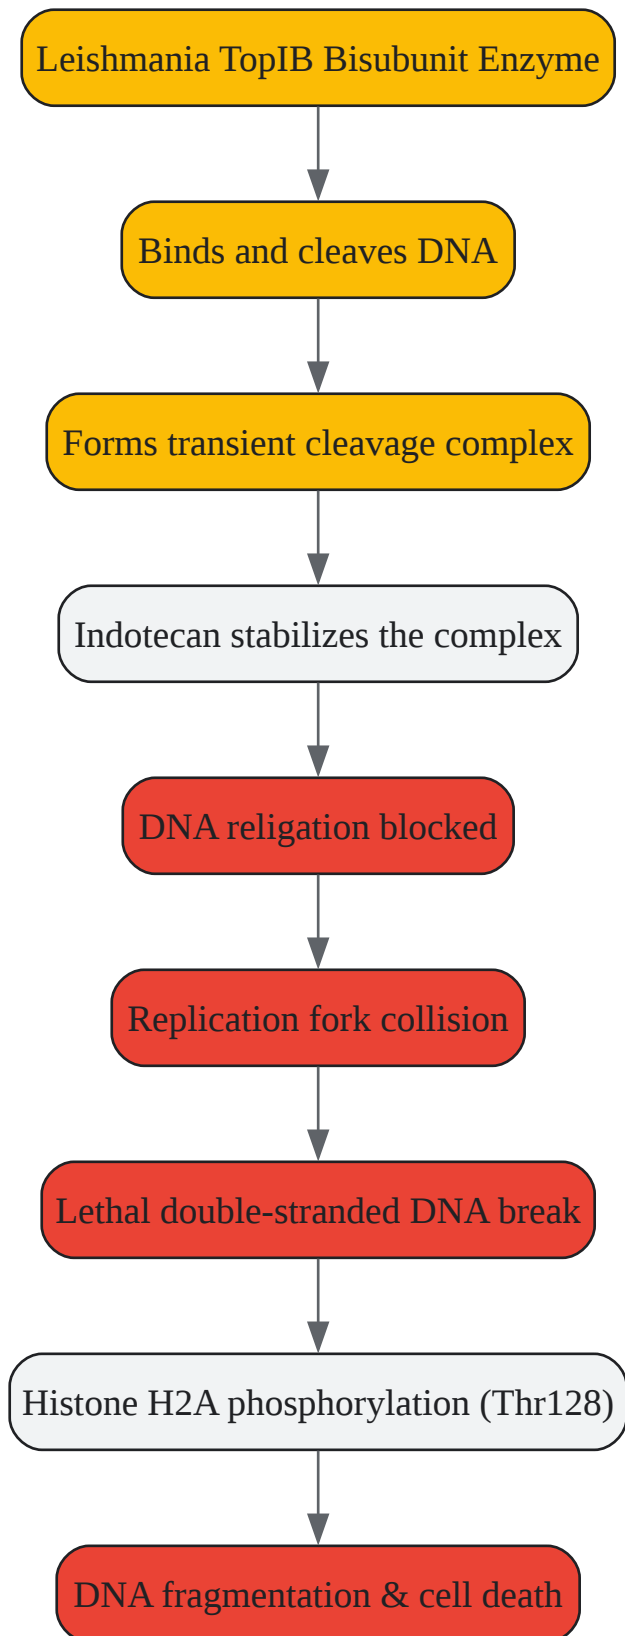 Leishmania TopIB Bisubunit Enzyme
Binds and cleaves DNA
Forms transient cleavage complex
Indotecan stabilizes the complex
DNA religation blocked
Replication fork collision
Lethal double-stranded DNA break
Histone H2A phosphorylation (Thr128)
DNA fragmentation & cell death